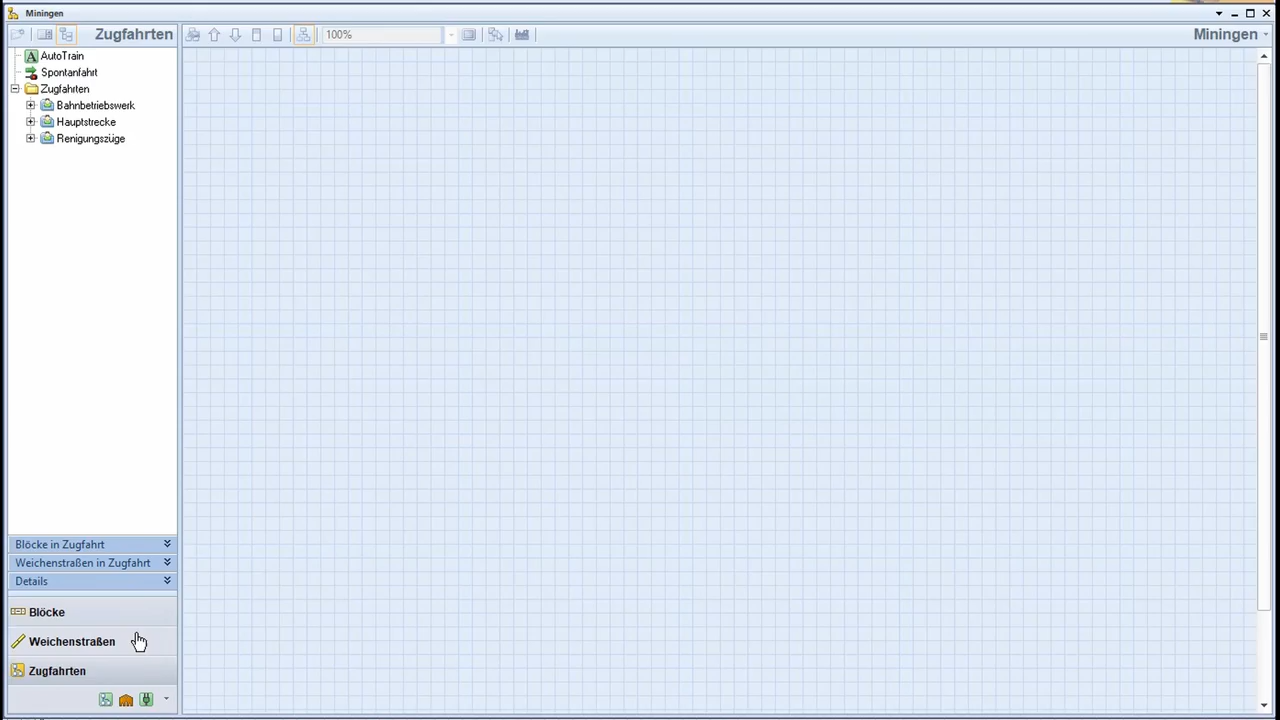 Miningen
Zugfahrten
100%
Miningen
AutoTrain
Spontanfahrt
Zugfahrten
Bahnbetriebswerk
Hauptstrecke
Renigungszüge
Blöcke in Zugfahrt
Weichenstraßen in Zugfahrt
Details
Blöcke
Weichenstraßen
Zugfahrten